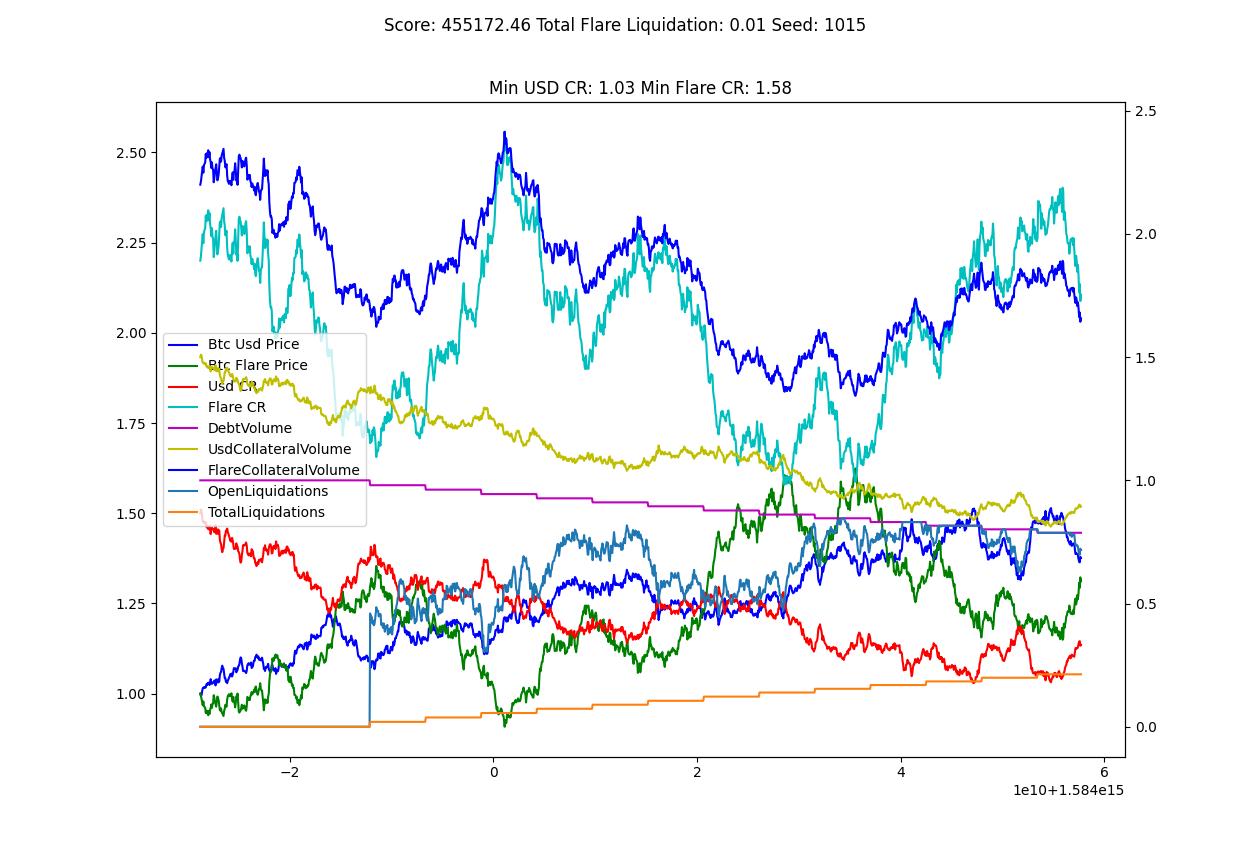 Score: 455172.46 Total Flare Liquidation: 0.01 Seed: 1015
Min USD CR: 1.03 Min Flare CR: 1.58
2.50
2.25
2.00
1.75
1.50
1.25
1.00
2.5
2.0
1.5
1.0
0.5
0.0
Btc Usd Price
Btc Flare Price
Usd CR
Flare CR
DebtVolume
UsdCollateralVolume
FlareCollateralVolume
OpenLiquidations
TotalLiquidations
−2
0
2
4
6
1e10+1.584e15